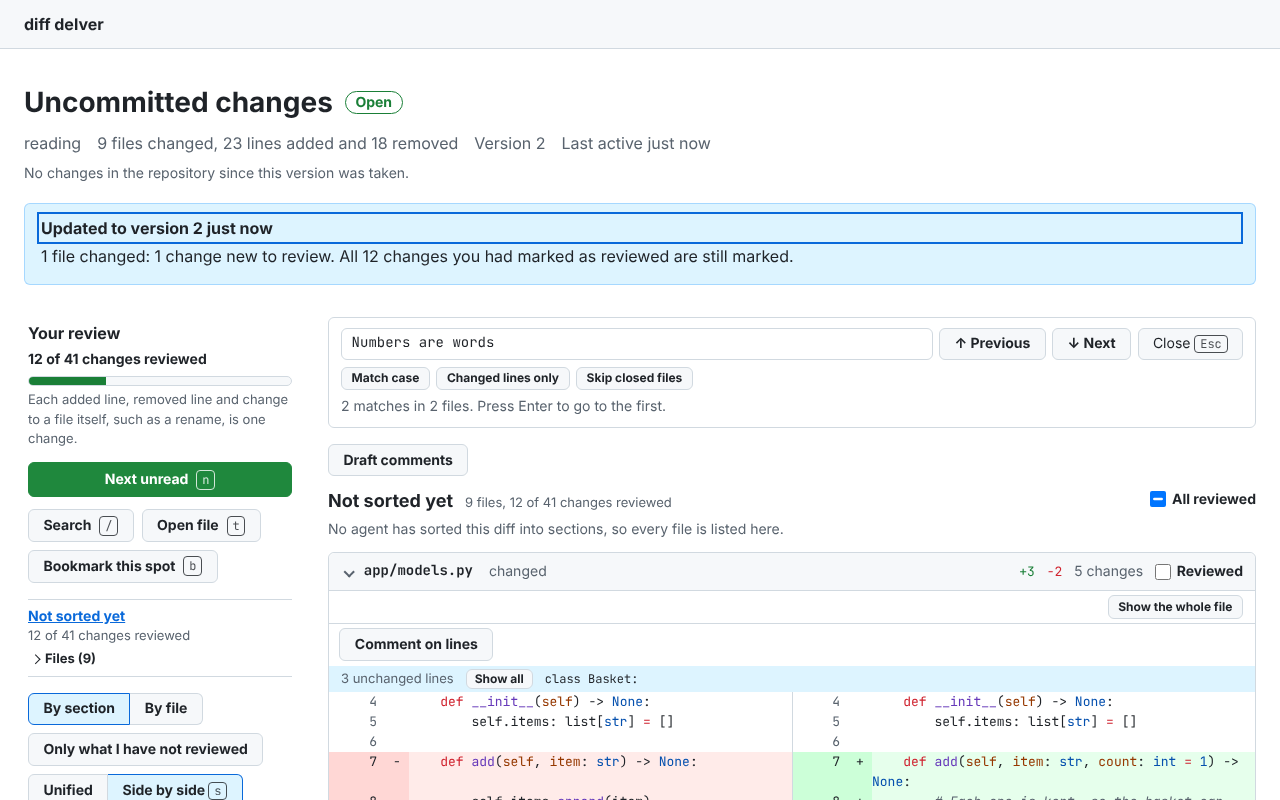 diff delver
Uncommitted changes Open
reading 9 files changed, 23 lines added and 18 removed Version 2 Last active just now
No changes in the repository since this version was taken.
Updated to version 2 just now
1 file changed: 1 change new to review. All 12 changes you had marked as reviewed are still marked.
Your review
12 of 41 changes reviewed
Each added line, removed line and change
to a file itself, such as a rename, is one
change.
Next unread n
Search / Open file t
Bookmark this spot b
Not sorted yet
12 of 41 changes reviewed
Files (9)
By section By file
Only what I have not reviewed
Unified Side by side s
Numbers are words ↑ Previous ↓ Next Close Esc
Match case Changed lines only Skip closed files
2 matches in 2 files. Press Enter to go to the first.
Draft comments
Not sorted yet 9 files, 12 of 41 changes reviewed All reviewed
No agent has sorted this diff into sections, so every file is listed here.
app/models.py changed +3 -2 5 changes Reviewed
Show the whole file
Comment on lines
3 unchanged lines Show all class Basket:
4 def __init__(self) -> None: 4 def __init__(self) -> None:
5 self.items: list[str] = [] 5 self.items: list[str] = []
6 6
7 - def add(self, item: str) -> None: 7 + def add(self, item: str, count: int = 1) ->
None: